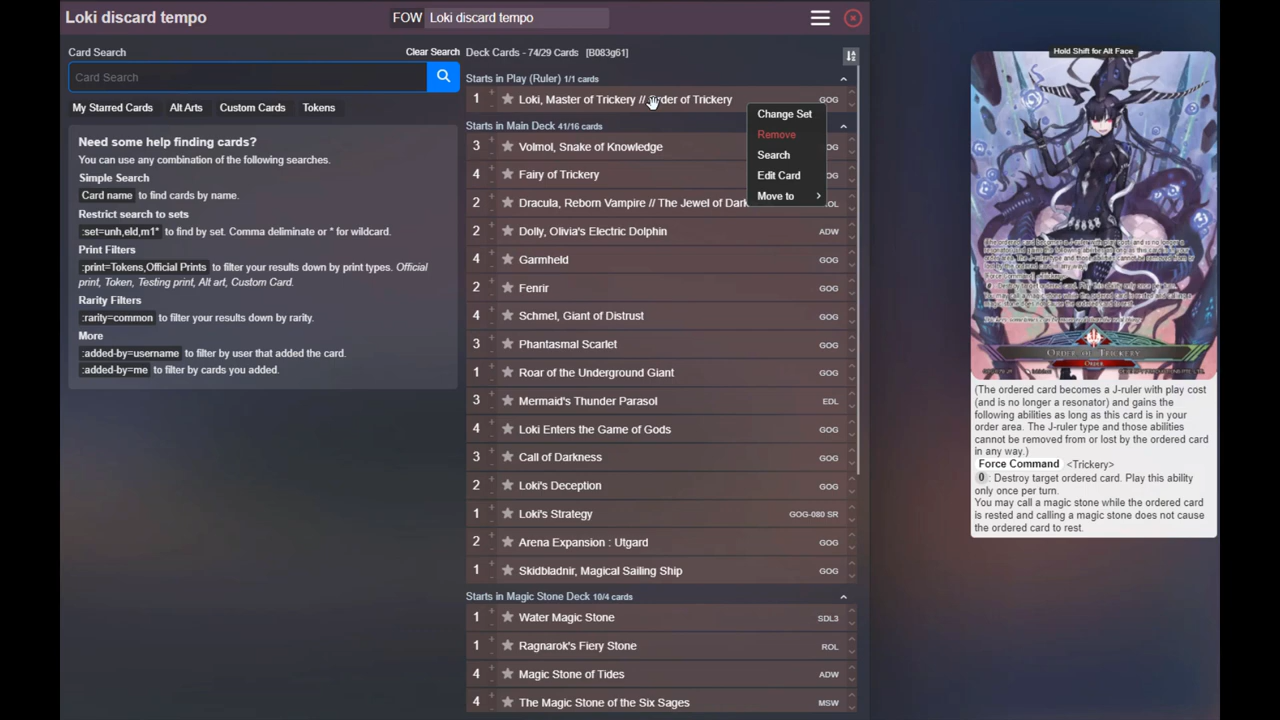 Loki discard tempo
FOW Loki discard tempo
Card Search
Clear Search
Card Search
My Starred Cards Alt Arts Custom Cards Tokens
Need some help finding cards?
You can use any combination of the following searches.
Simple Search
Card name to find cards by name.
Restrict search to sets
:set=unh,eld,m1* to find by set. Comma deliminate or * for wildcard.
Print Filters
:print=Tokens,Official Prints to filter your results down by print types. Official
print, Token, Testing print, Alt art, Custom Card.
Rarity Filters
:rarity=common to filter your results down by rarity.
More
:added-by=username to filter by user that added the card.
:added-by=me to filter by cards you added.
Deck Cards - 74/29 Cards [B083g61]
Starts in Play (Ruler) 1/1 cards
1 Loki, Master of Trickery // Order of Trickery GOG
Starts in Main Deck 41/16 cards
3 Volmol, Snake of Knowledge OG
4 Fairy of Trickery
2 Dracula, Reborn Vampire // The Jewel of Dark OL
2 Dolly, Olivia's Electric Dolphin ADW
4 Garmheld GOG
2 Fenrir GOG
4 Schmel, Giant of Distrust GOG
3 Phantasmal Scarlet GOG
1 Roar of the Underground Giant GOG
3 Mermaid's Thunder Parasol EDL
4 Loki Enters the Game of Gods GOG
3 Call of Darkness GOG
2 Loki's Deception GOG
1 Loki's Strategy GOG-080 SR
2 Arena Expansion : Utgard GOG
1 Skidbladnir, Magical Sailing Ship GOG
Starts in Magic Stone Deck 10/4 cards
1 Water Magic Stone SDL3
1 Ragnarok's Fiery Stone ROL
4 Magic Stone of Tides ADW
4 The Magic Stone of the Six Sages MSW
Change Set
Remove
Search
Edit Card
Move to
Hold Shift for Alt Face
Order of Trickery
Order
(The ordered card becomes a J-ruler with play cost
(and is no longer a resonator) and gains the
following abilities as long as this card is in your
order area. The J-ruler type and those abilities
cannot be removed from or lost by the ordered card
in any way.)
Force Command <Trickery>
0 : Destroy target ordered card. Play this ability
only once per turn.
You may call a magic stone while the ordered card
is rested and calling a magic stone does not cause
the ordered card to rest.